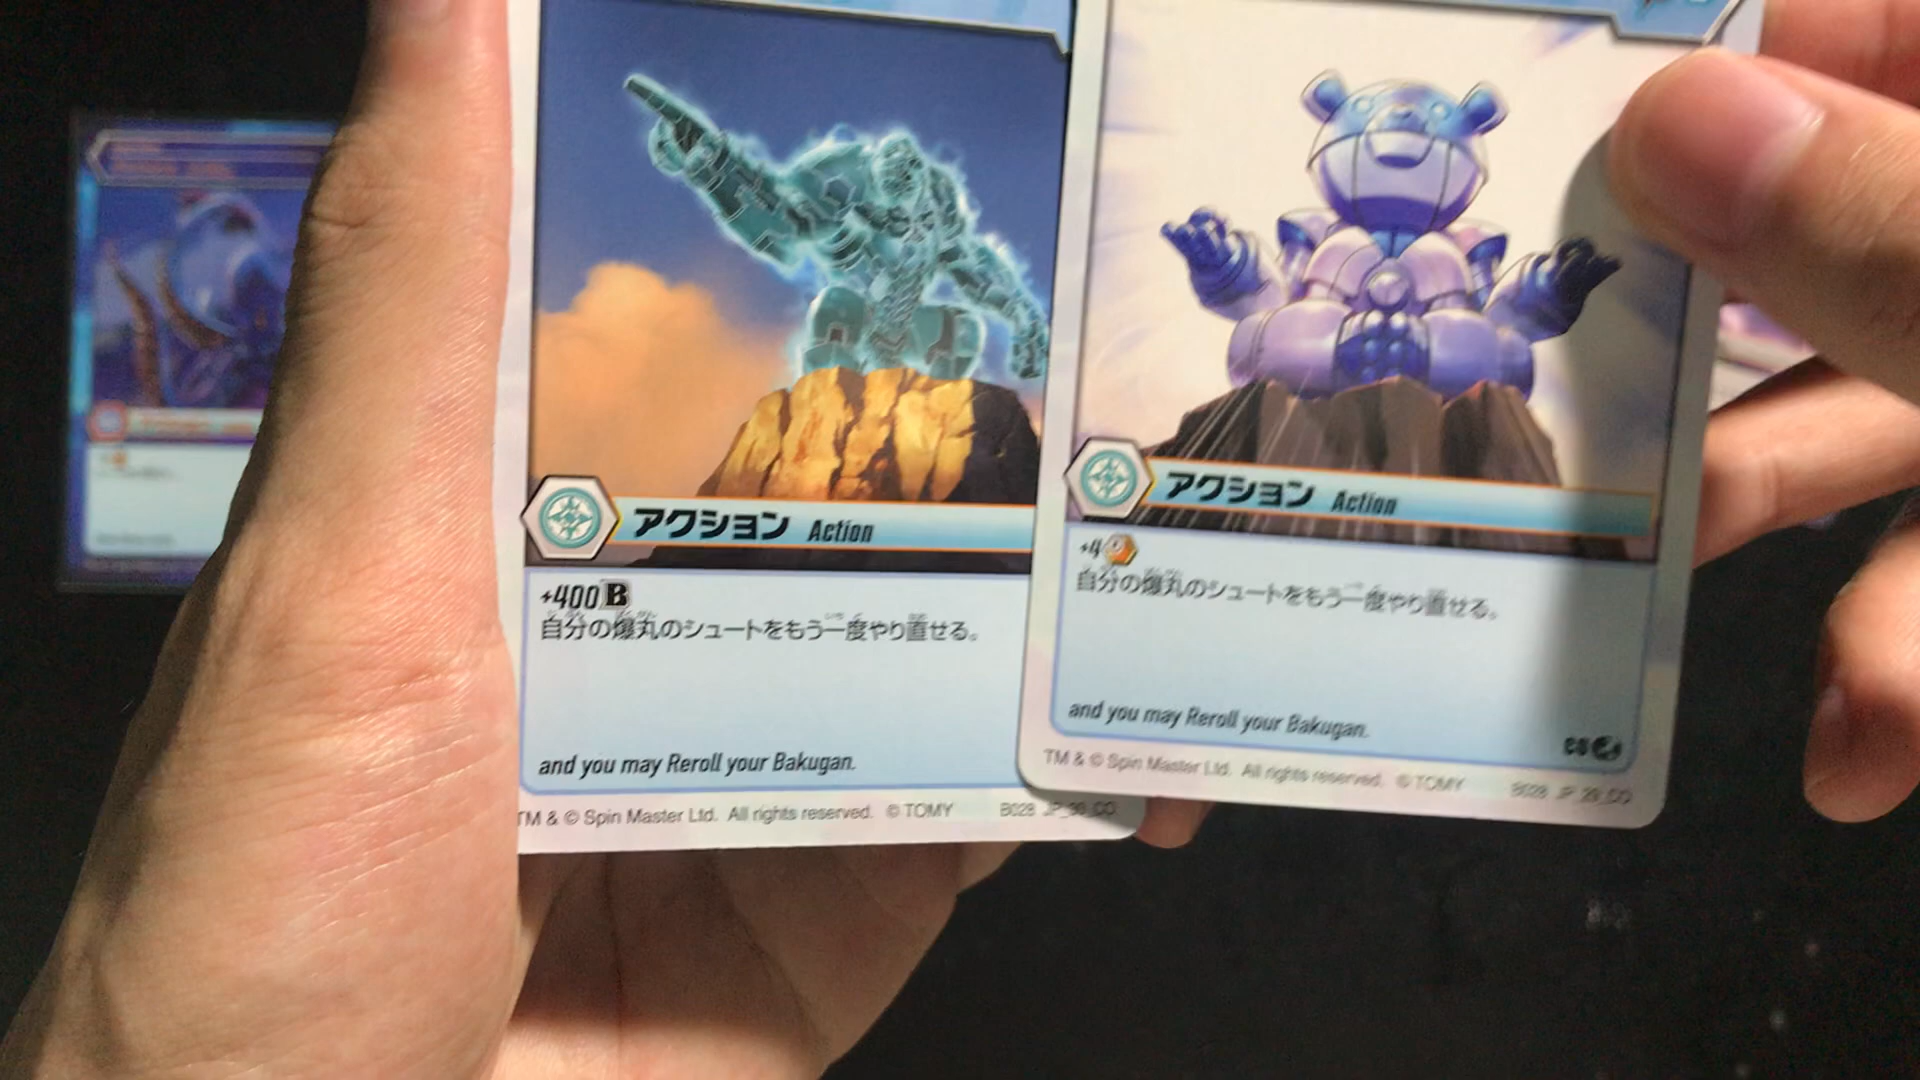 アクション Action
+400 B
自分の爆丸のシュートをもう一度やり直せる。
and you may Reroll your Bakugan.
TM & © Spin Master Ltd. All rights reserved. © TOMY B028_JP_30_CO
アクション Action
+4
自分の爆丸のシュートをもう一度やり直せる。
and you may Reroll your Bakugan.
TM & © Spin Master Ltd. All rights reserved. © TOMY B028_JP_29_CO